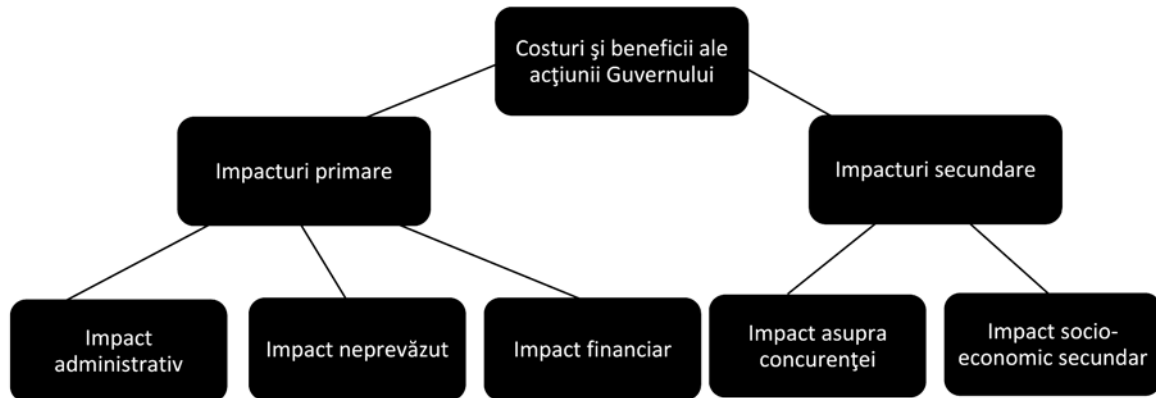 Costuri şi beneficii ale
acţiunii Guvernului
Impacturi primare
Impacturi secundare
Impact
administrativ
Impact neprevăzut
Impact financiar
Impact asupra
concurenţei
Impact socio-
economic secundar